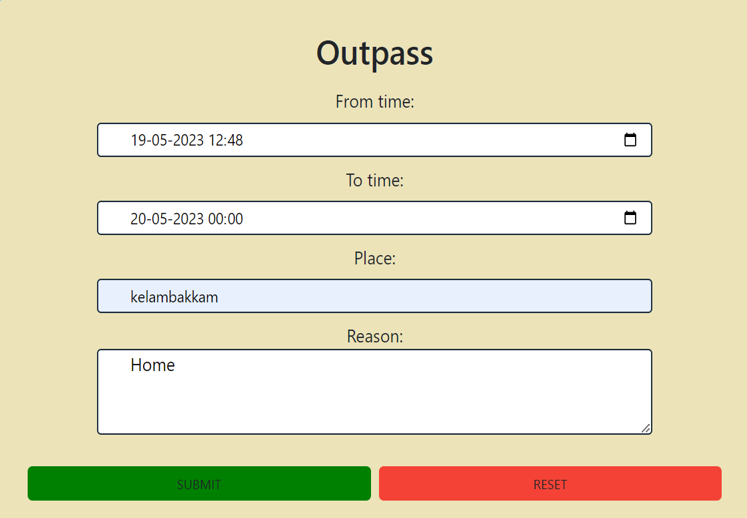 Outpass
From time:
19-05-2023 12:48
To time:
20-05-2023 00:00
Place:
kelambakkam
Reason:
Home
SUBMIT RESET